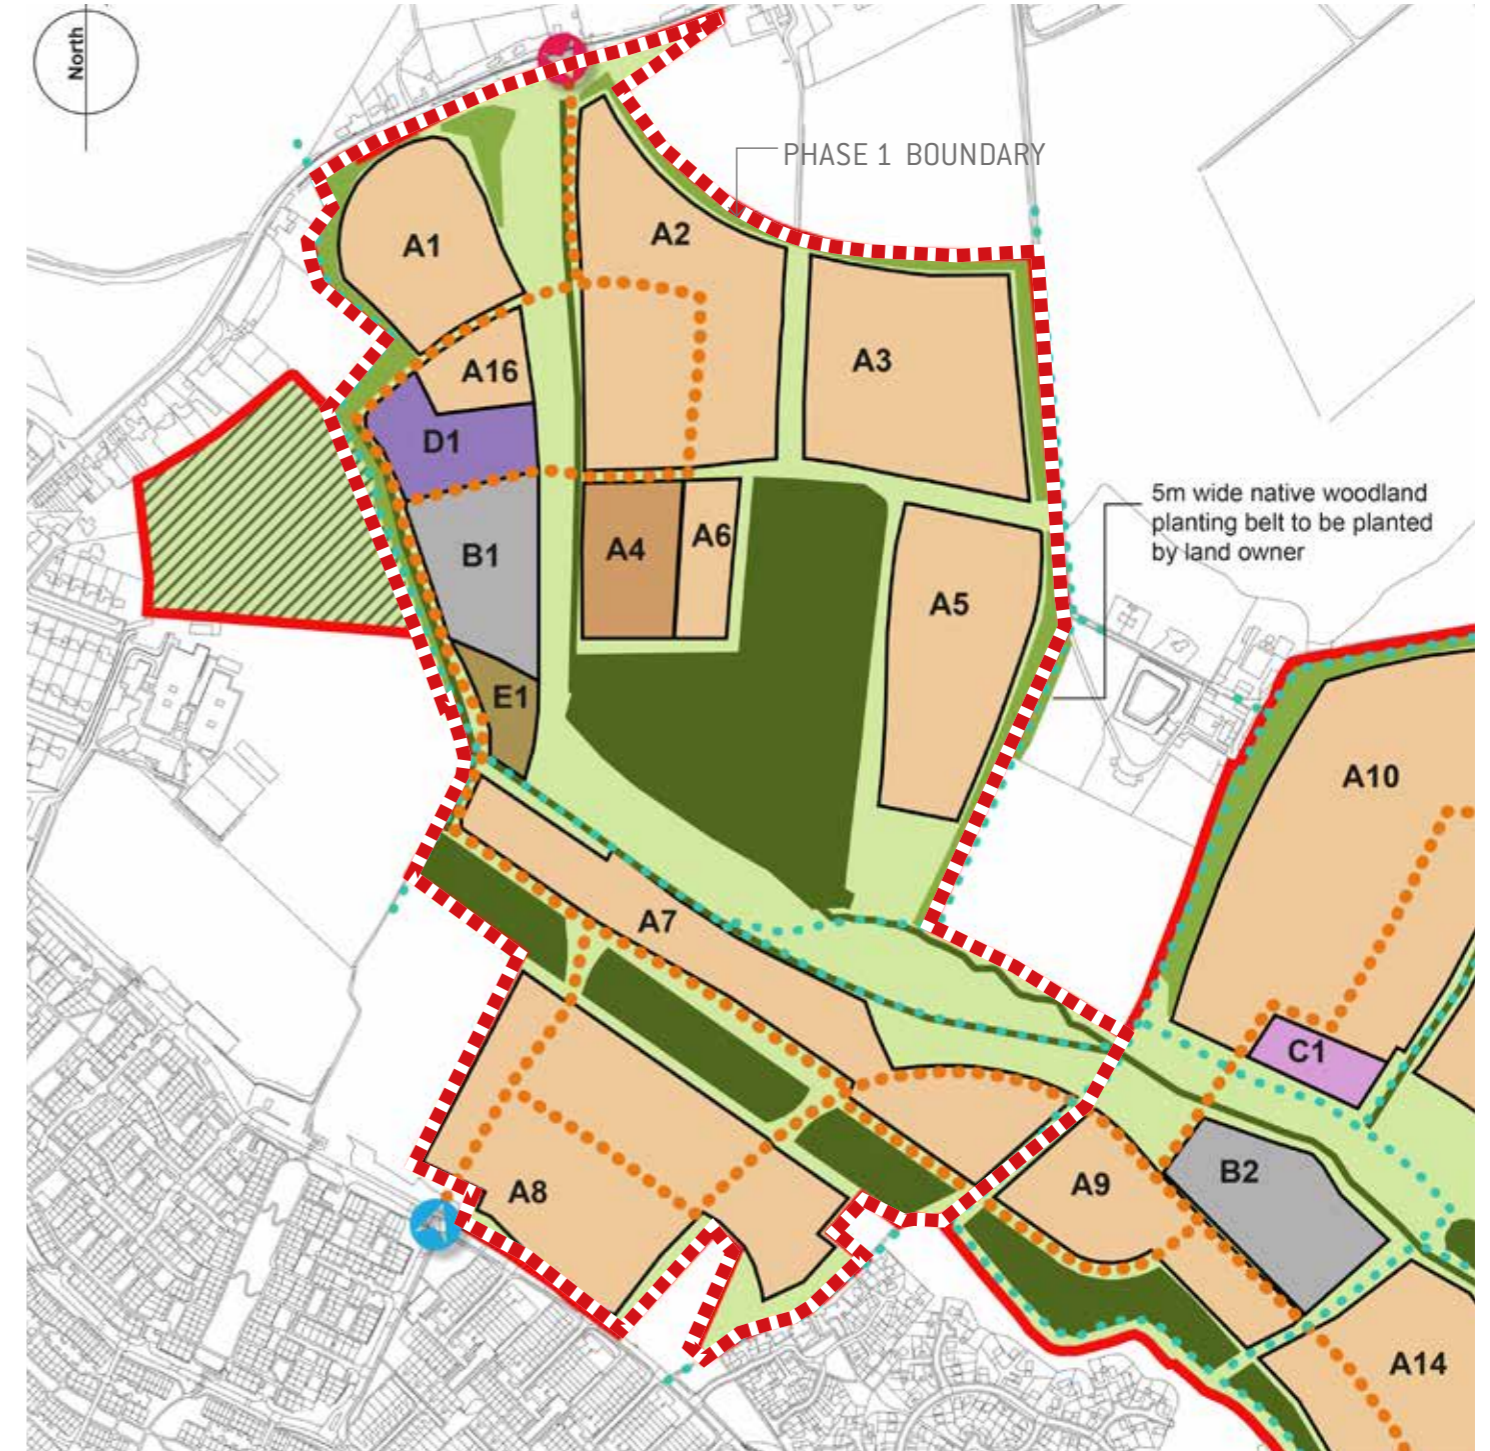 North
PHASE 1 BOUNDARY
A1
A2
A3
A16
D1
B1
A4
A6
A5
E1
5m wide native woodland
planting belt to be planted
by land owner
A10
A7
C1
A8
A9
B2
A14